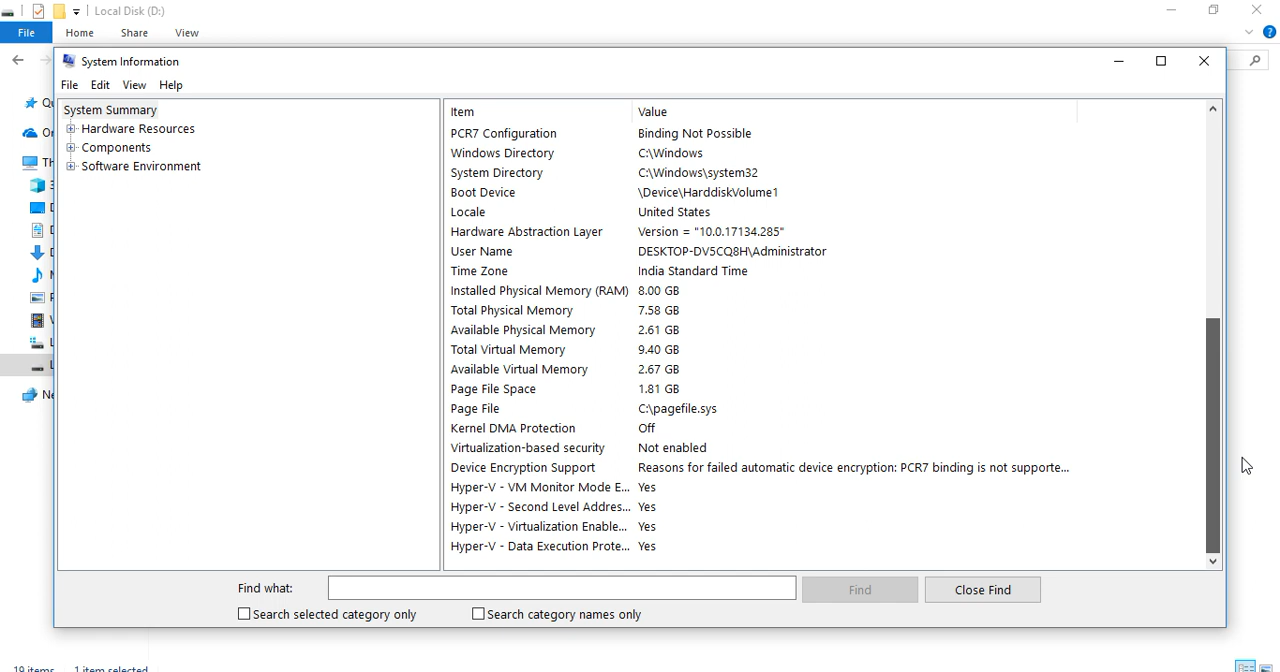 Local Disk (D:)
File Home Share View
System Information
File Edit View Help
System Summary
Hardware Resources
Components
Software Environment
Item Value
PCR7 Configuration Binding Not Possible
Windows Directory C:\Windows
System Directory C:\Windows\system32
Boot Device \Device\HarddiskVolume1
Locale United States
Hardware Abstraction Layer Version = "10.0.17134.285"
User Name DESKTOP-DV5CQ8H\Administrator
Time Zone India Standard Time
Installed Physical Memory (RAM) 8.00 GB
Total Physical Memory 7.58 GB
Available Physical Memory 2.61 GB
Total Virtual Memory 9.40 GB
Available Virtual Memory 2.67 GB
Page File Space 1.81 GB
Page File C:\pagefile.sys
Kernel DMA Protection Off
Virtualization-based security Not enabled
Device Encryption Support Reasons for failed automatic device encryption: PCR7 binding is not supporte...
Hyper-V - VM Monitor Mode E... Yes
Hyper-V - Second Level Addres... Yes
Hyper-V - Virtualization Enable... Yes
Hyper-V - Data Execution Prote... Yes
Find what: Find Close Find
Search selected category only Search category names only
19 items 1 item selected